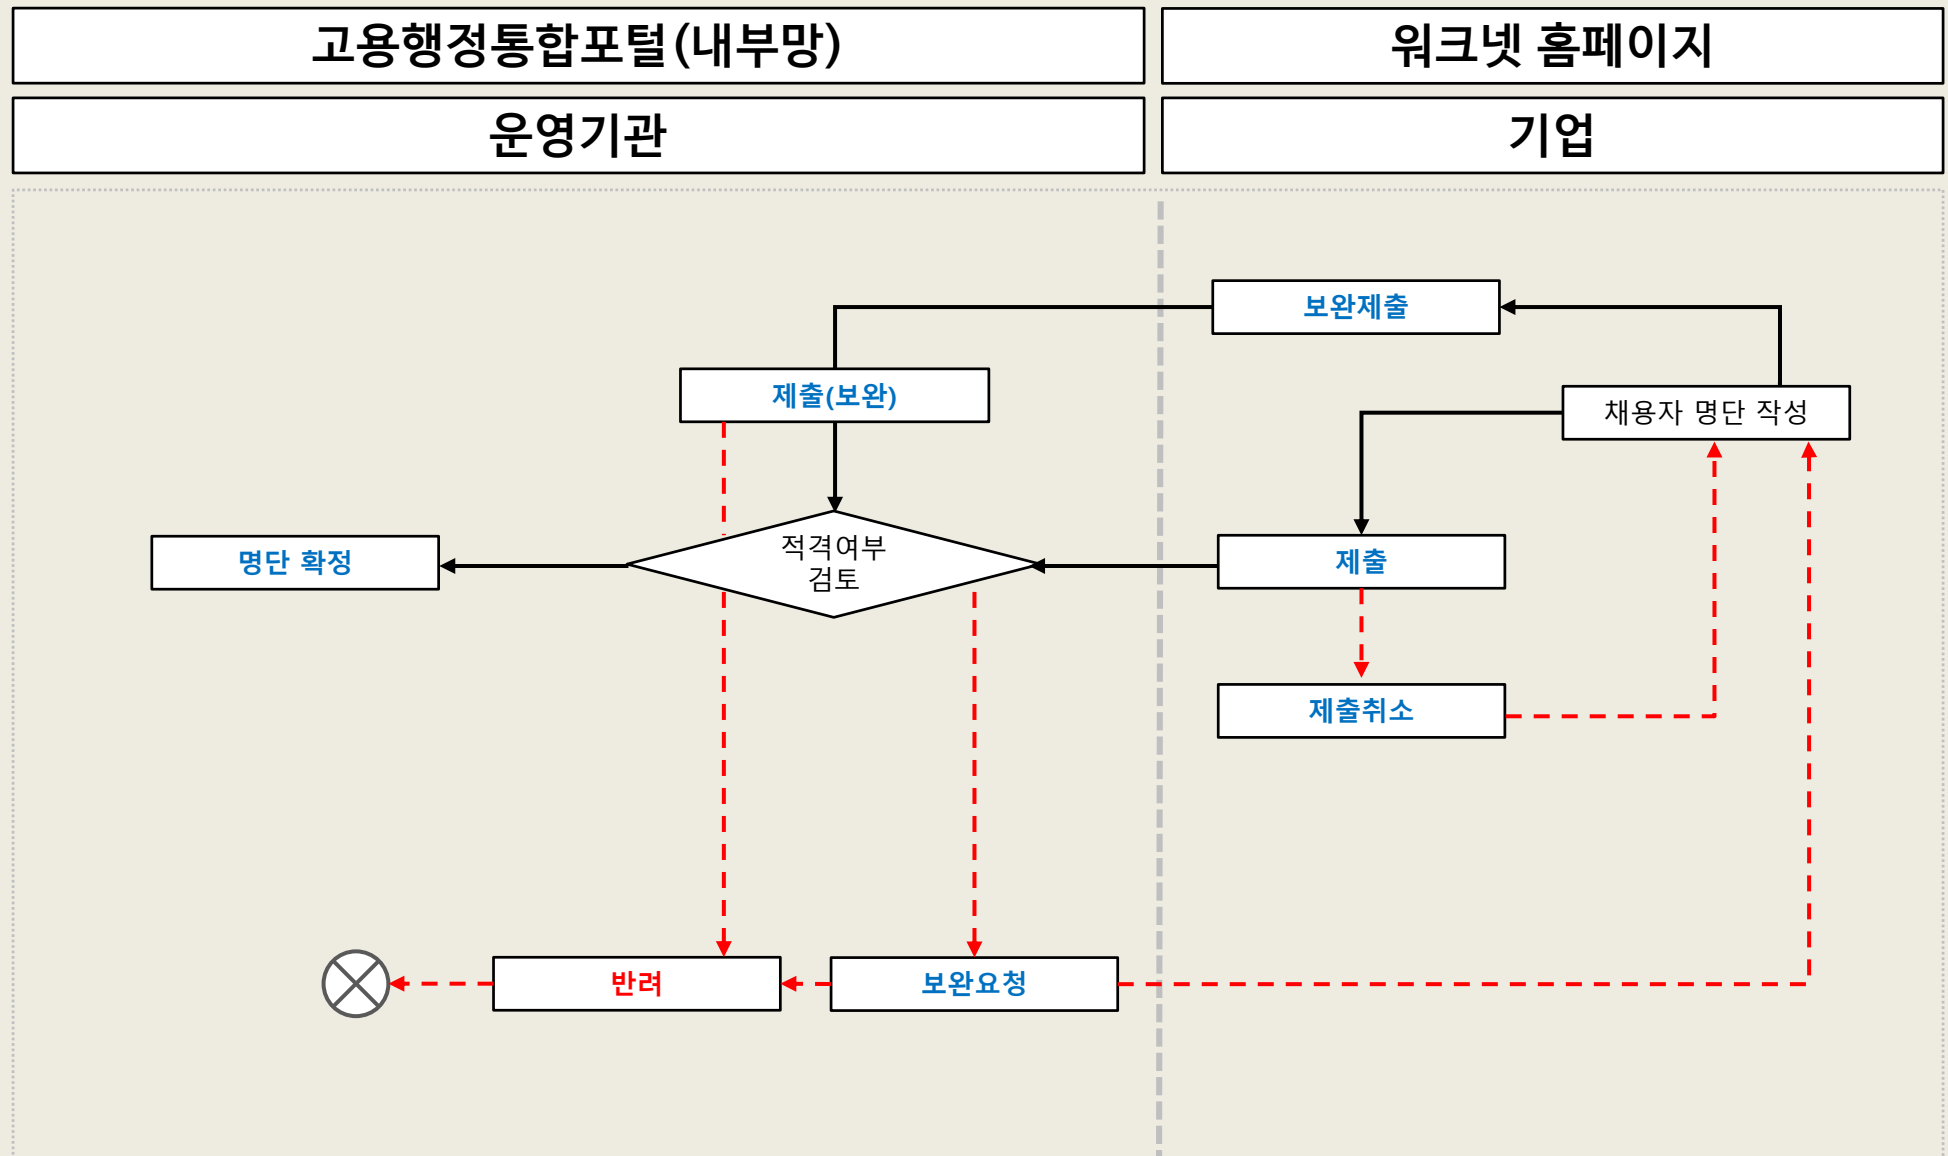 고용행정통합포털(내부망)
워크넷 홈페이지
운영기관
기업
보완제출
제출(보완)
채용자 명단 작성
적격여부
검토
명단 확정
제출
제출취소
반려
보완요청